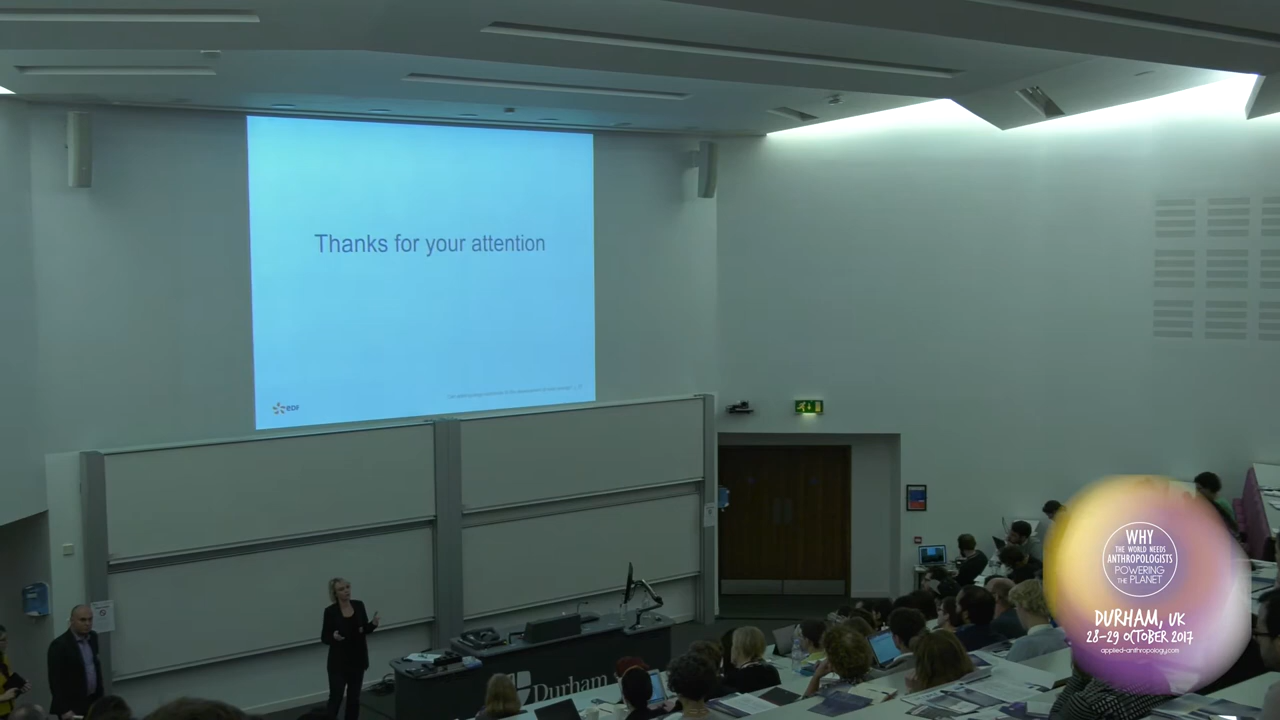 Thanks for your attention
EDF
Durham
WHY
THE WORLD NEEDS
ANTHROPOLOGISTS
POWERING
THE PLANET
DURHAM, UK
28-29 OCTOBER 2017
applied-anthropology.com